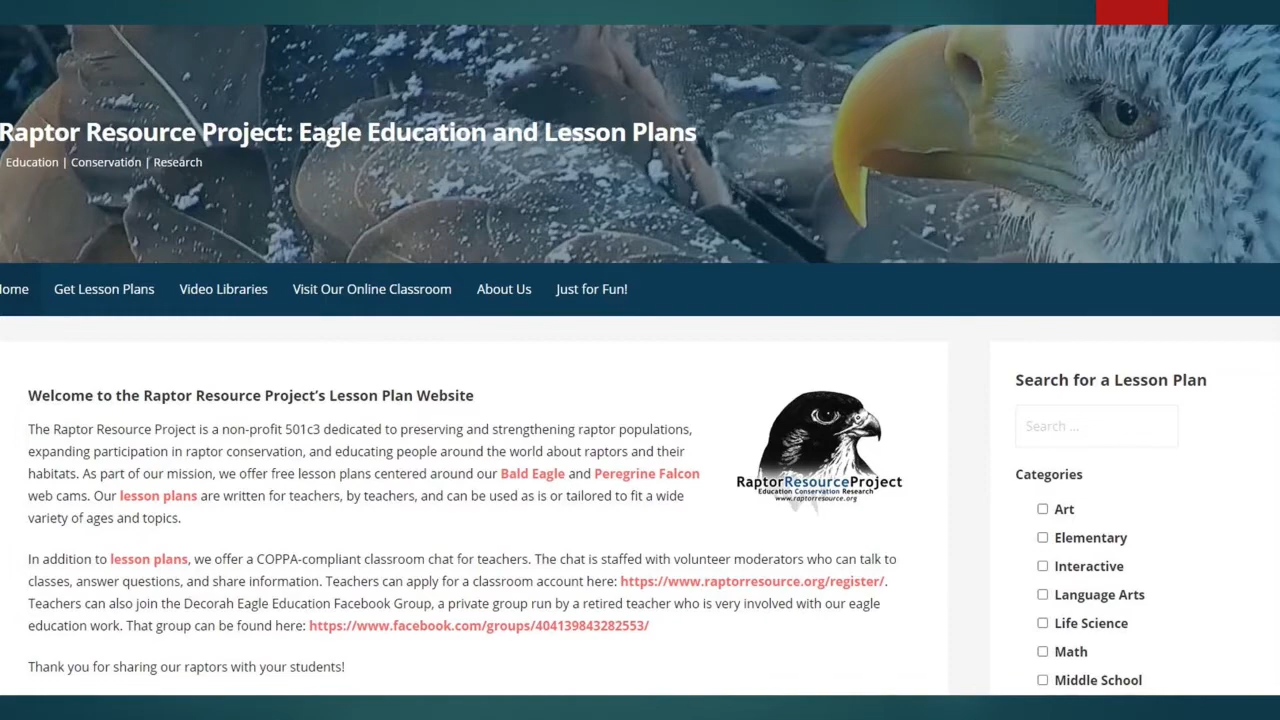 Raptor Resource Project: Eagle Education and Lesson Plans
Education | Conservation | Research
Get Lesson Plans
Video Libraries
Visit Our Online Classroom
About Us
Just for Fun!
Welcome to the Raptor Resource Project’s Lesson Plan Website
The Raptor Resource Project is a non-profit 501c3 dedicated to preserving and strengthening raptor populations,
expanding participation in raptor conservation, and educating people around the world about raptors and their
habitats. As part of our mission, we offer free lesson plans centered around our Bald Eagle and Peregrine Falcon
web cams. Our lesson plans are written for teachers, by teachers, and can be used as is or tailored to fit a wide
variety of ages and topics.
RaptorResourceProject
Education Conservation Research
www.raptorresource.org
In addition to lesson plans, we offer a COPPA-compliant classroom chat for teachers. The chat is staffed with volunteer moderators who can talk to
classes, answer questions, and share information. Teachers can apply for a classroom account here: https://www.raptorresource.org/register/.
Teachers can also join the Decorah Eagle Education Facebook Group, a private group run by a retired teacher who is very involved with our eagle
education work. That group can be found here: https://www.facebook.com/groups/404139843282553/
Thank you for sharing our raptors with your students!
Search for a Lesson Plan
Search ...
Categories
Art
Elementary
Interactive
Language Arts
Life Science
Math
Middle School